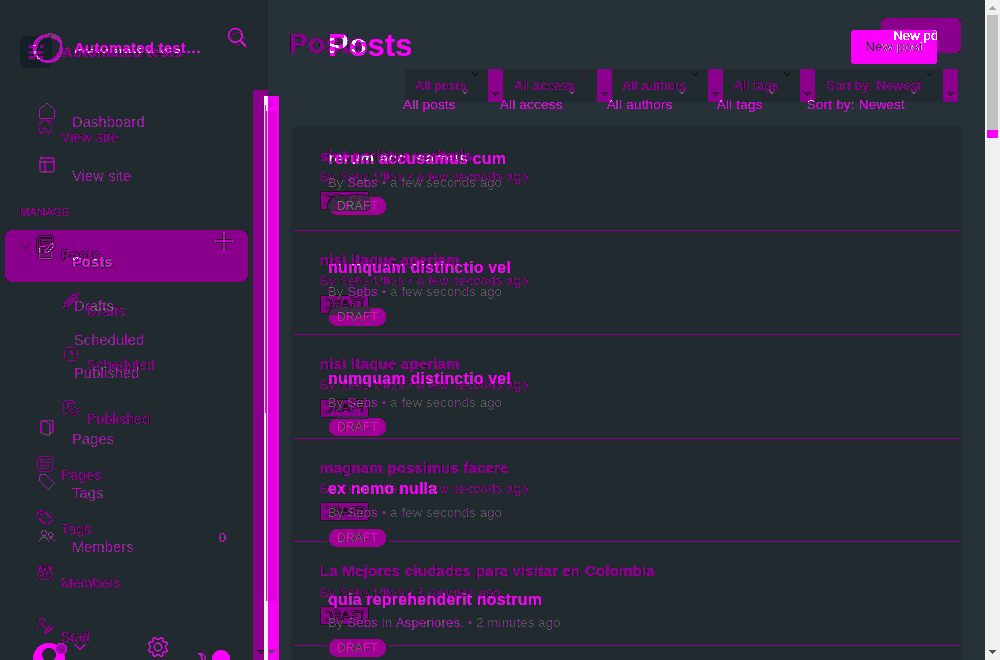 Automated test...
Posts
New post
New post
All posts
All access
All authors
All tags
Sort by: Newest
All posts
All access
All authors
All tags
Sort by: Newest
Dashboard
View site
View site
MANAGE
Posts
Drafts
Drafts
Scheduled
Scheduled
Published
Published
Pages
Pages
Tags
Tags
Members
0
Members
Staff
rerum accusamus cum
By Sebs • a few seconds ago
DRAFT
nisi itaque aperiam
numquam distinctio vel
By Sebs • a few seconds ago
DRAFT
nisi itaque aperiam
numquam distinctio vel
By Sebs • a few seconds ago
DRAFT
magnam possimus facere
ex nemo nulla
By Sebs • a few seconds ago
DRAFT
La Mejores ciudades para visitar en Colombia
quia reprehenderit nostrum
By Sebs in Asperiores. • 2 minutes ago
DRAFT